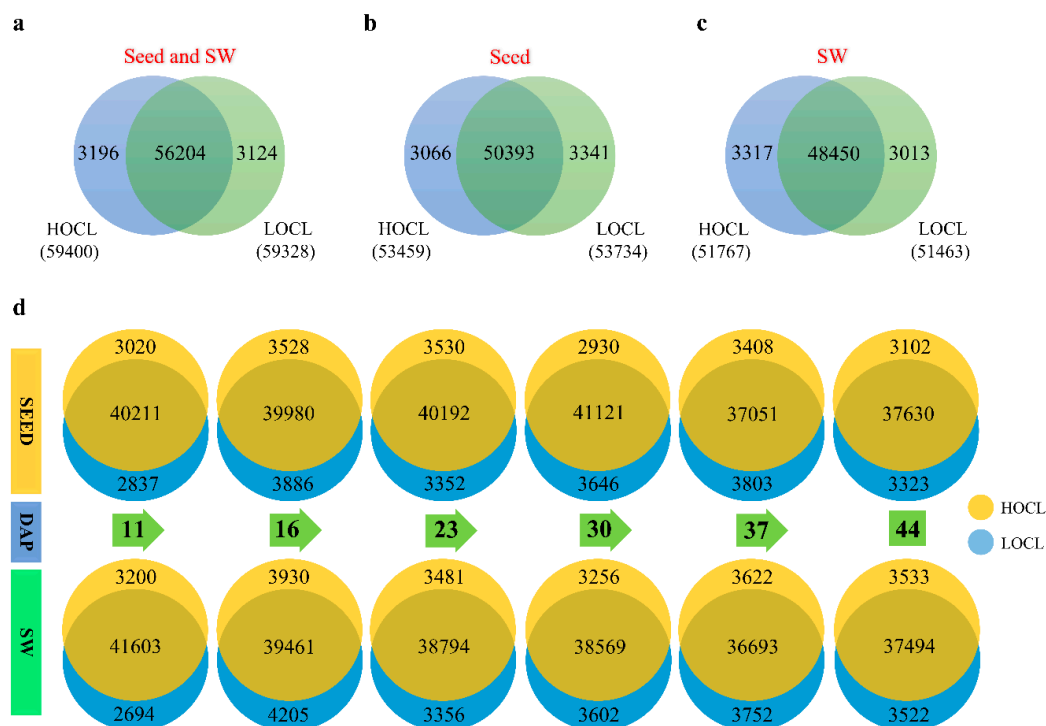 a
b
c
Seed and SW
Seed
SW
3196 56204 3124
3066 50393 3341
3317 48450 3013
HOCL
(59400)
LOCL
(59328)
HOCL
(53459)
LOCL
(53734)
HOCL
(51767)
LOCL
(51463)
d
SEED
3020 3528 3530 2930 3408 3102
40211 39980 40192 41121 37051 37630
2837 3886 3352 3646 3803 3323
DAP
11 16 23 30 37 44
HOCL
LOCL
SW
3200 3930 3481 3256 3622 3533
41603 39461 38794 38569 36693 37494
2694 4205 3356 3602 3752 3522